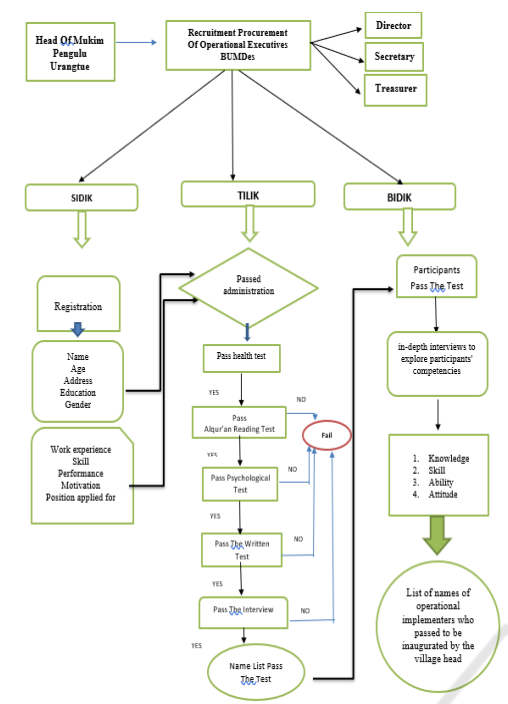 Head Of Mukim
Pengulu
Urangtue
Recruitment Procurement
Of Operational Executives
BUMDes
Director
Secretary
Treasurer
SIDIK
TILIK
BIDIK
Registration
Name
Age
Address
Education
Gender
Work experience
Skill
Performance
Motivation
Position applied for
Passed
administration
Pass health test
YES
NO
Pass
Alqur'an Reading Test
Fail
YES
NO
Pass Psychological
Test
YES
NO
Pass The Written
Test
YES
Pass The Interview
NO
YES
Name List Pass
The Test
Participants
Pass The Test
in-depth interviews to
explore participants'
competencies
1. Knowledge
2. Skill
3. Ability
4. Attitude
List of names of
operational
implementers who
passed to be
inaugurated by the
village head